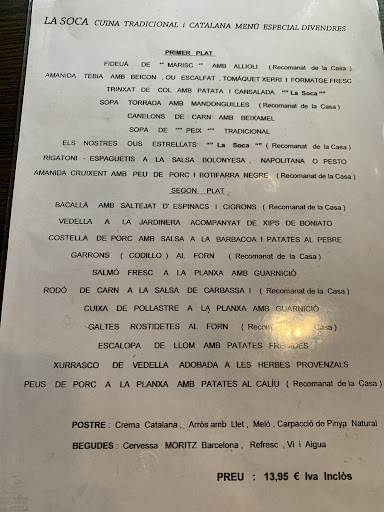 LA SOCA CUINA TRADICIONAL i CATALANA MENÚ ESPECIAL DIVENDRES
PRIMER PLAT
FIDEUÀ DE "" MARISC "" AMB ALLIOLI (Recomanat de la Casa)
AMANIDA TEBIA AMB BEICON , OU ESCALFAT , TOMÀQUET XERRI I FORMATGE FRESC
TRINXAT DE COL AMB PATATA I CANSALADA "" La Soca ""
SOPA TORRADA AMB MANDONGUILLES (Recomanat de la Casa)
CANELONS DE CARN AMB BEIXAMEL
SOPA DE "" PEIX "" TRADICIONAL
ELS NOSTRES OUS ESTRELLATS "" La Soca "" (Recomanat de la Casa)
RIGATONI - ESPAGUETIS A LA SALSA BOLONYESA , NAPOLITANA O PESTO
AMANIDA CRUIXENT AMB PEU DE PORC I BOTIFARRA NEGRE (Recomanat de la Casa)
SEGON PLAT
BACALLÀ AMB SALTEJAT D' ESPINACS I CIGRONS (Recomanat de la Casa)
VEDELLA A LA JARDINERA ACOMPANYAT DE XIPS DE BONIATO
COSTELLA DE PORC AMB SALSA A LA BARBACOA I PATATES AL PEBRE
GARRONS ( CODILLO ) AL FORN (Recomanat de la Casa)
SALMÓ FRESC A LA PLANXA AMB GUARNICIÓ
RODÓ DE CARN A LA SALSA DE CARBASSA I (Recomanat de la Casa)
CUIXA DE POLLASTRE A LA PLANXA AMB GUARNICIÓ
GALTES ROSTIDETES AL FORN ( de la Casa)
ESCALOPA DE LLOM AMB PATATES FREGIDES
XURRASCO DE VEDELLA ADOBADA A LES HERBES PROVENZALS
PEUS DE PORC A LA PLANXA AMB PATATES AL CALÍU ( Recomanat de la Casa )
POSTRE : Crema Catalana , Arròs amb Llet , Meló , Carpacció de Pinya Natural
BEGUDES : Cervessa MORITZ Barcelona , Refresc , Vi i Aigua
PREU : 13,95 € Iva Inclòs